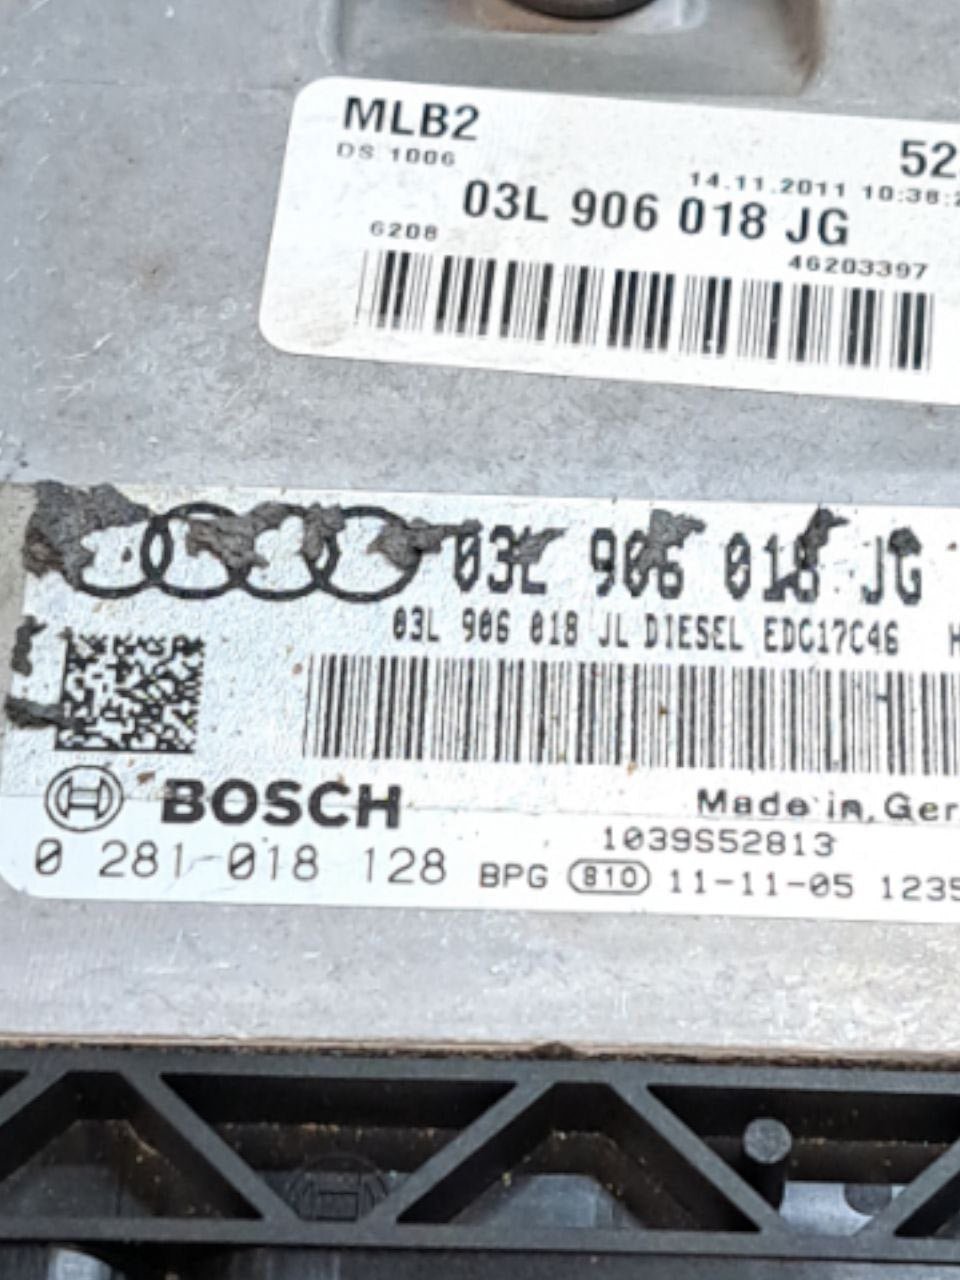 MLB2
52
DS 1006
14.11.2011 10:38:2
03L 906 018 JG
6208
46203397
03L 906 018 JG
03L 906 018 JL DIESEL EDC17C46 H
BOSCH
Made in Ger
1039S52813
0 281 018 128 BPG 810 11-11-05 1235